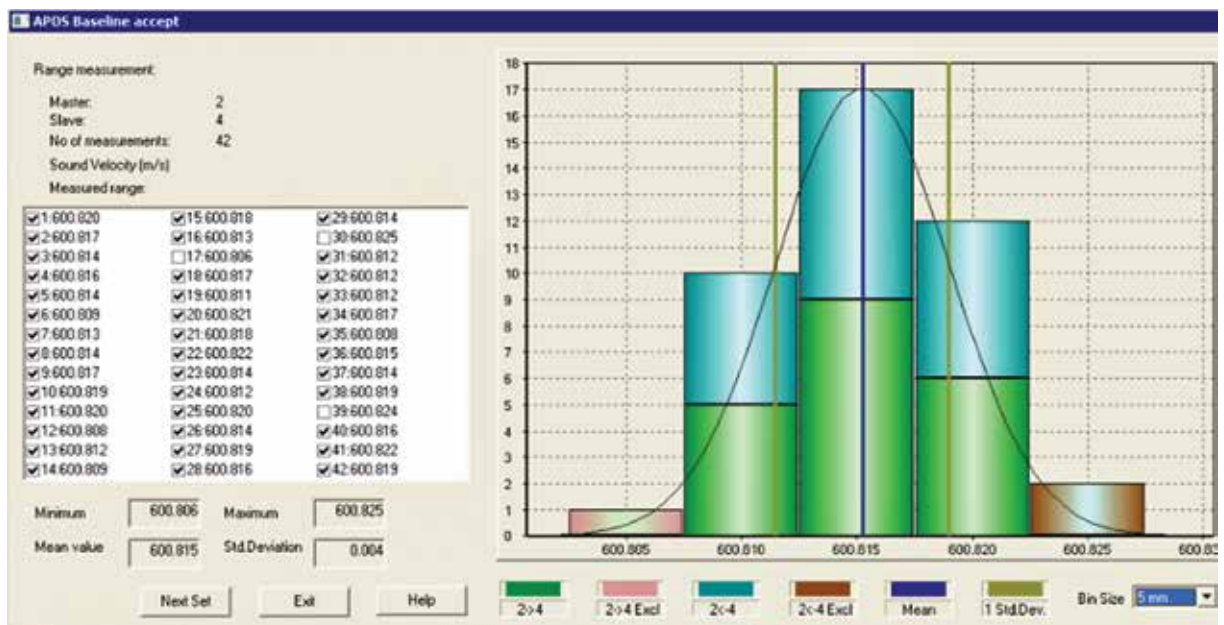 APOS Baseline accept
Range measurement:
Master: 2
Slave: 4
No of measurements: 42
Sound Velocity (m/s)
Measured range:
1:600.820 15:600.818 29:600.814
2:600.817 16:600.813 30:600.825
3:600.814 17:600.806 31:600.812
4:600.816 18:600.817 32:600.812
5:600.814 19:600.811 33:600.812
6:600.809 20:600.821 34:600.817
7:600.813 21:600.818 35:600.808
8:600.814 22:600.822 36:600.815
9:600.817 23:600.814 37:600.814
10:600.819 24:600.812 38:600.819
11:600.820 25:600.820 39:600.824
12:600.808 26:600.814 40:600.816
13:600.812 27:600.819 41:600.822
14:600.809 28:600.816 42:600.819
Minimum 600.806 Maximum 600.825
Mean value 600.815 Std.Deviation 0.004
Next Set Exit Help
18
17
16
15
14
13
12
11
10
9
8
7
6
5
4
3
2
1
0
600.805 600.810 600.815 600.820 600.825 600.83
2->4 2->4 Excl 2<-4 2<-4 Excl Mean 1 Std.Dev. Bin Size 5 mm